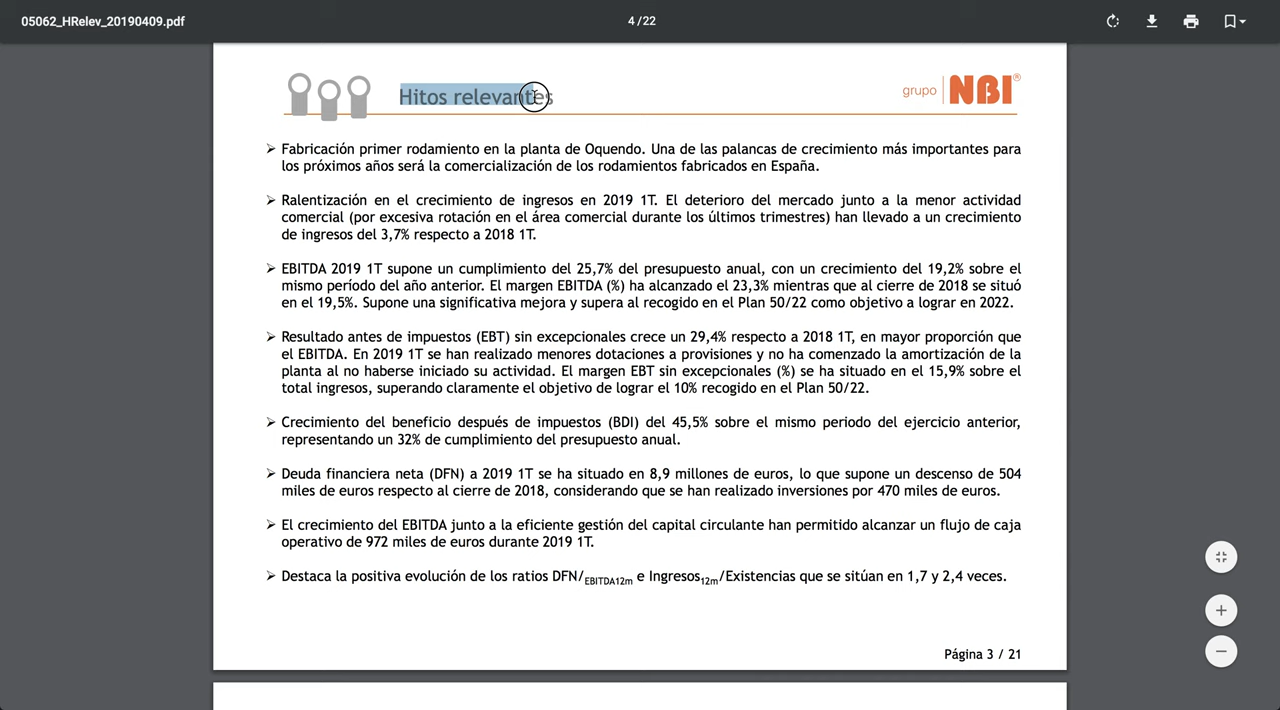 05062_HRelev_20190409.pdf
4 / 22
Hitos relevantes
grupo NBI®
➢ Fabricación primer rodamiento en la planta de Oquendo. Una de las palancas de crecimiento más importantes para
los próximos años será la comercialización de los rodamientos fabricados en España.
➢ Ralentización en el crecimiento de ingresos en 2019 1T. El deterioro del mercado junto a la menor actividad
comercial (por excesiva rotación en el área comercial durante los últimos trimestres) han llevado a un crecimiento
de ingresos del 3,7% respecto a 2018 1T.
➢ EBITDA 2019 1T supone un cumplimiento del 25,7% del presupuesto anual, con un crecimiento del 19,2% sobre el
mismo período del año anterior. El margen EBITDA (%) ha alcanzado el 23,3% mientras que al cierre de 2018 se situó
en el 19,5%. Supone una significativa mejora y supera al recogido en el Plan 50/22 como objetivo a lograr en 2022.
➢ Resultado antes de impuestos (EBT) sin excepcionales crece un 29,4% respecto a 2018 1T, en mayor proporción que
el EBITDA. En 2019 1T se han realizado menores dotaciones a provisiones y no ha comenzado la amortización de la
planta al no haberse iniciado su actividad. El margen EBT sin excepcionales (%) se ha situado en el 15,9% sobre el
total ingresos, superando claramente el objetivo de lograr el 10% recogido en el Plan 50/22.
➢ Crecimiento del beneficio después de impuestos (BDI) del 45,5% sobre el mismo periodo del ejercicio anterior,
representando un 32% de cumplimiento del presupuesto anual.
➢ Deuda financiera neta (DFN) a 2019 1T se ha situado en 8,9 millones de euros, lo que supone un descenso de 504
miles de euros respecto al cierre de 2018, considerando que se han realizado inversiones por 470 miles de euros.
➢ El crecimiento del EBITDA junto a la eficiente gestión del capital circulante han permitido alcanzar un flujo de caja
operativo de 972 miles de euros durante 2019 1T.
➢ Destaca la positiva evolución de los ratios DFN/EBITDA12m e Ingresos12m/Existencias que se sitúan en 1,7 y 2,4 veces.
Página 3 / 21